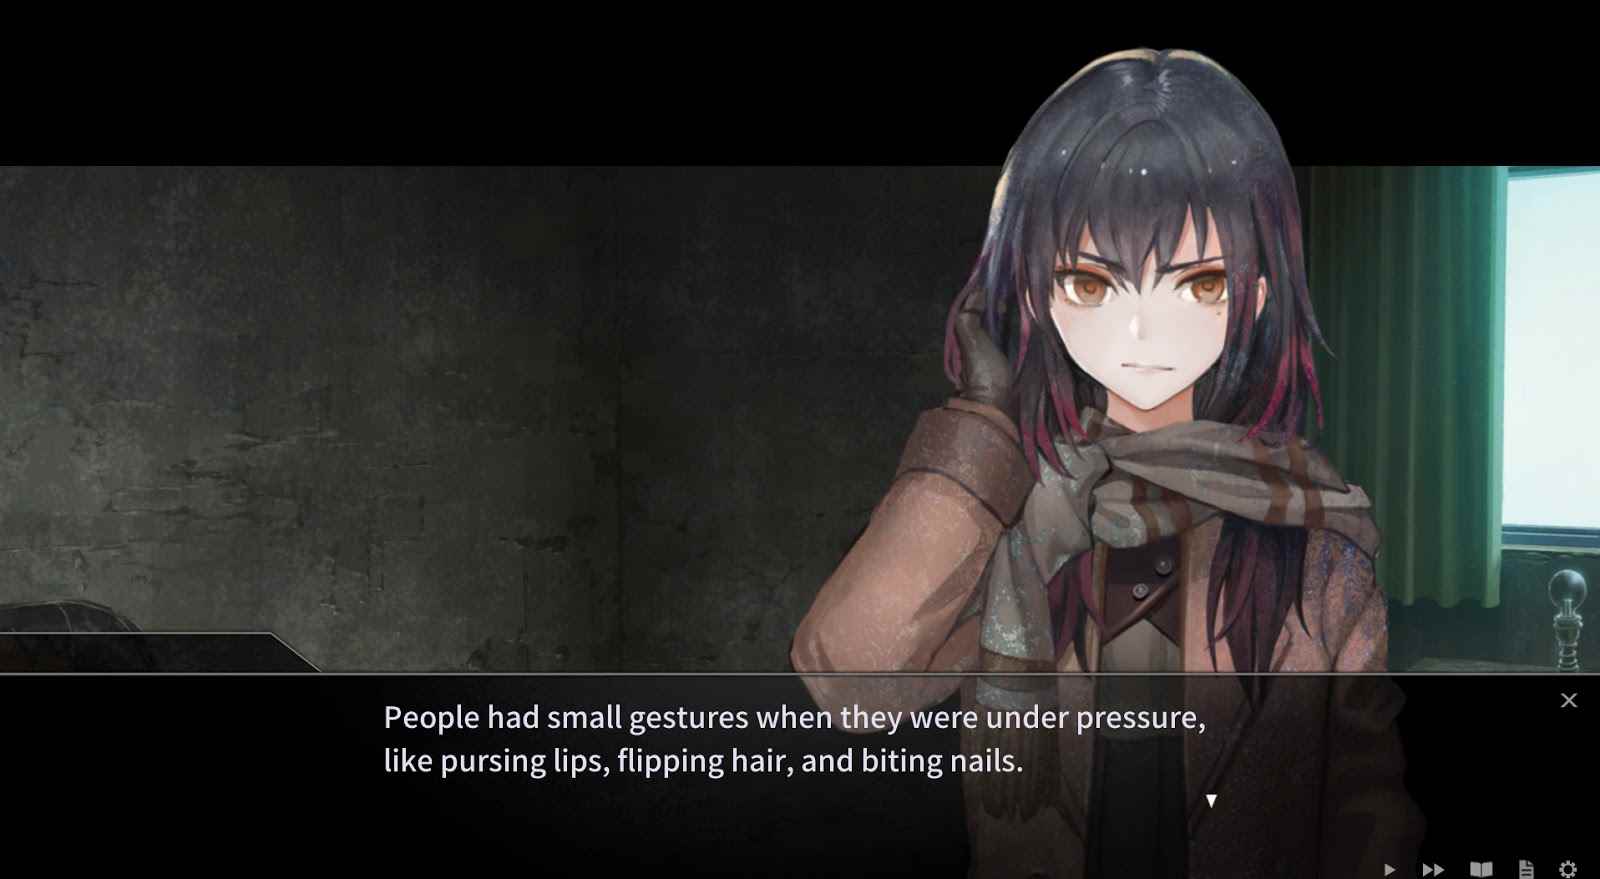 People had small gestures when they were under pressure,
like pursing lips, flipping hair, and biting nails.